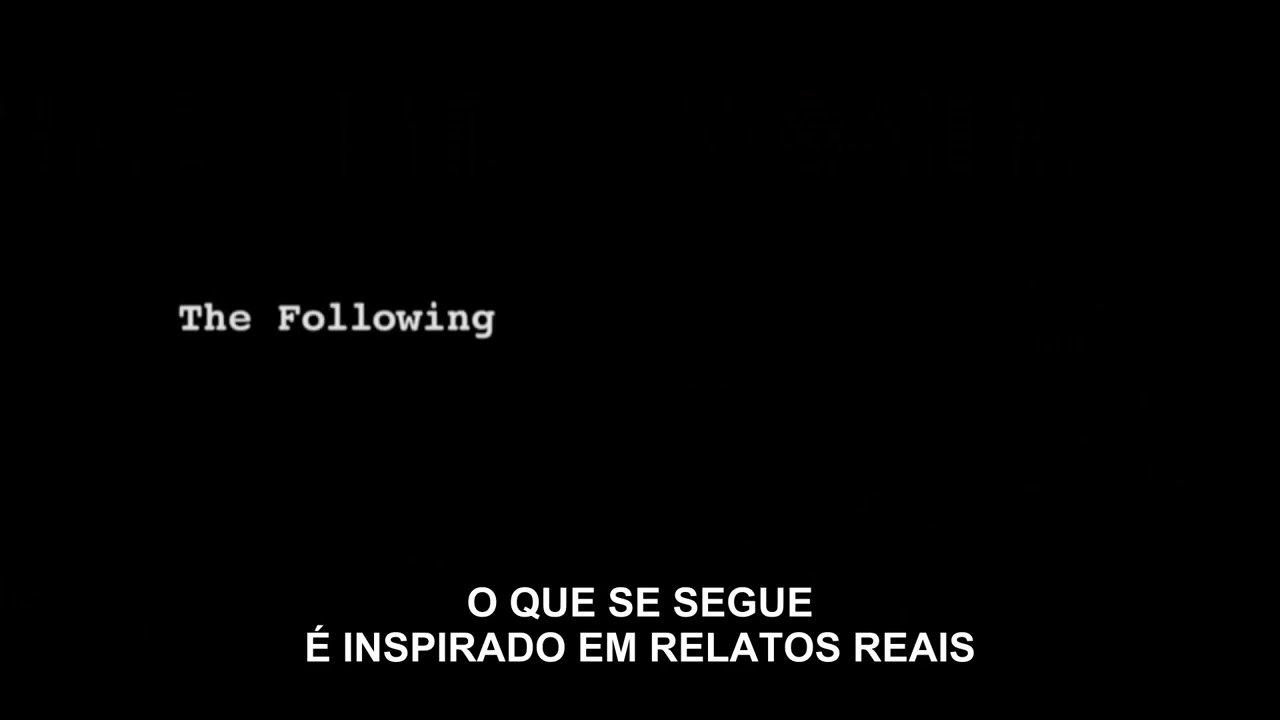 The Following
O QUE SE SEGUE
É INSPIRADO EM RELATOS REAIS